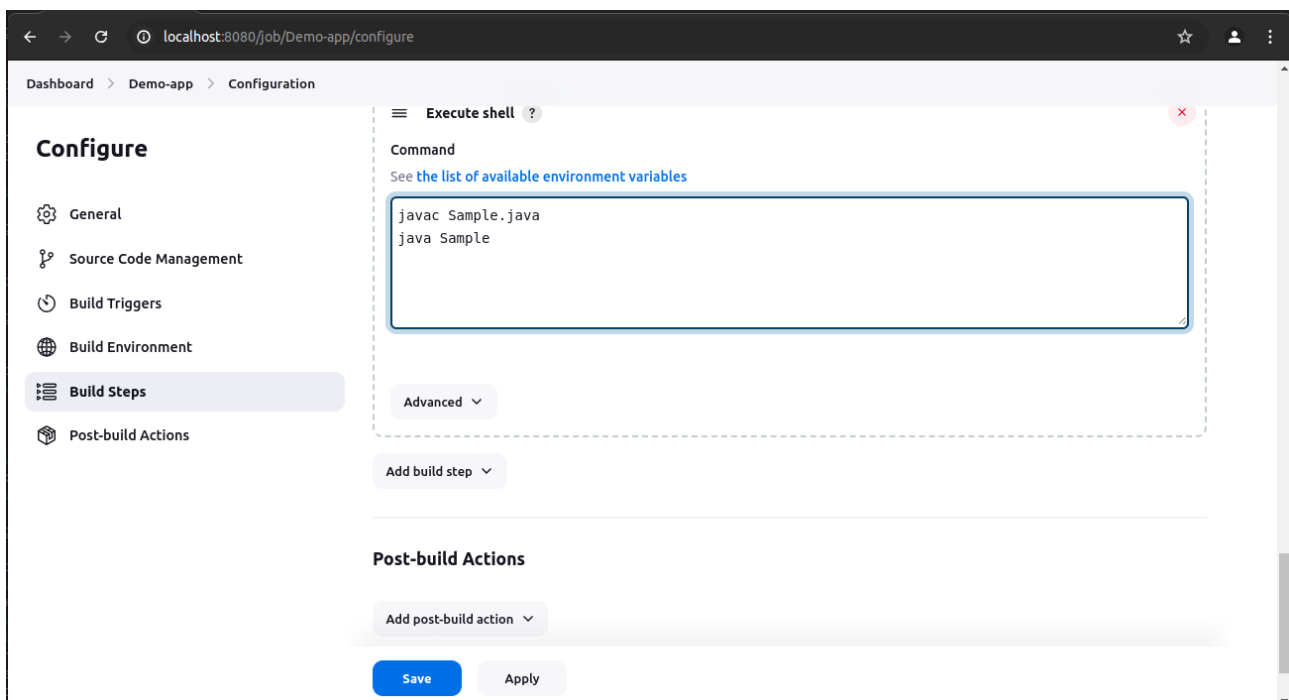 localhost:8080/job/Demo-app/configure
Dashboard > Demo-app > Configuration
Configure
General
Source Code Management
Build Triggers
Build Environment
Build Steps
Post-build Actions
Execute shell ?
Command
See the list of available environment variables
javac Sample.java
java Sample
Advanced
Add build step
Post-build Actions
Add post-build action
Save Apply